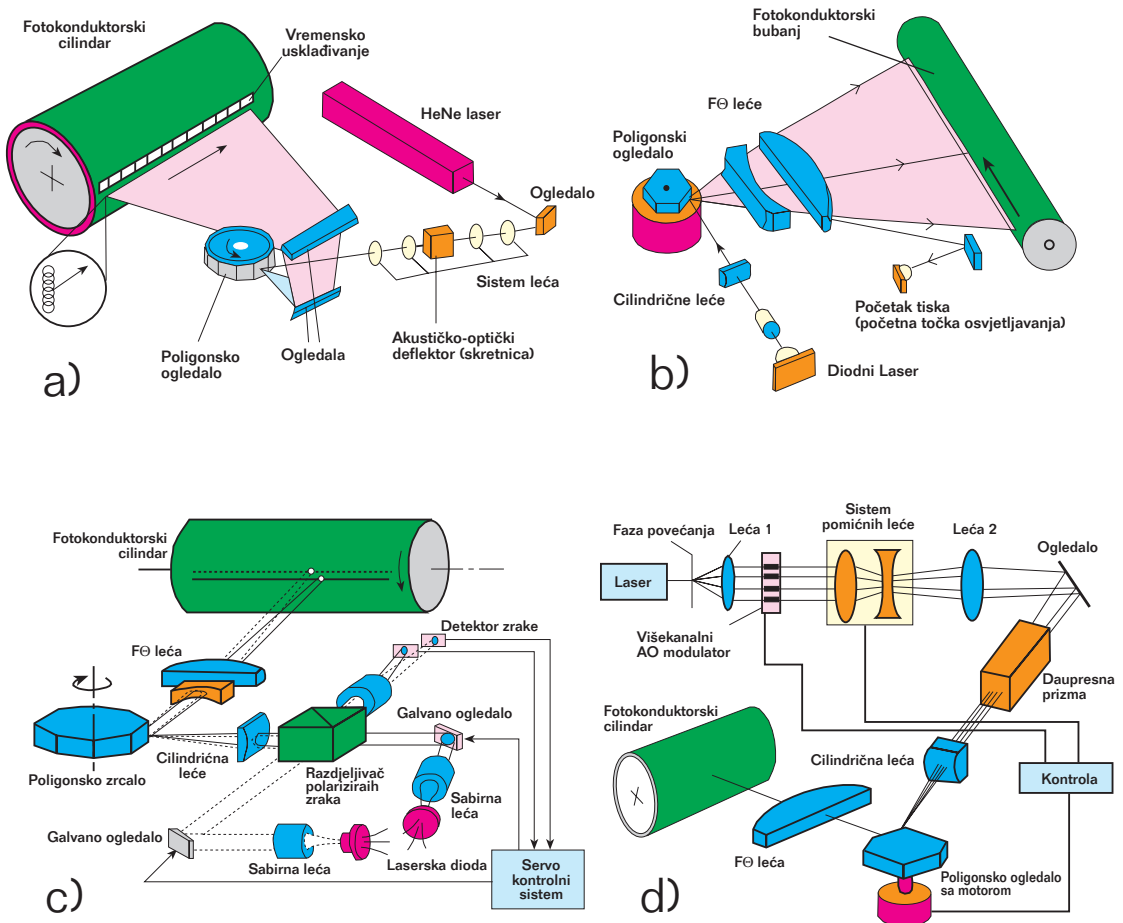 Fotokonduktorski
cilindar
Vremensko
usklađivanje
HeNe laser
Ogledalo
Sistem leća
Akustičko-optički
deflektor (skretnica)
Ogledala
Poligonsko
ogledalo
a)
Fotokonduktorski
bubanj
FΘ leće
Poligonski
ogledalo
Cilindrične leće
Početak tiska
(početna točka osvjetljavanja)
Diodni Laser
b)
Fotokonduktorski
cilindar
Detektor zrake
FΘ leća
Galvano ogledalo
Cilindrićna
leće
Poligonsko zrcalo
Razdjeljivač
polariziraih
zraka
Sabirna
leća
Galvano ogledalo
Sabirna leća
Laserska dioda
Servo
kontrolni
sistem
c)
Sistem
pomićnih leće
Faza povećanja
Leća 1
Leća 2
Ogledalo
Laser
Višekanalni
AO modulator
Daupresna
prizma
Fotokonduktorski
cilindar
Cilindrična leća
Kontrola
FΘ leća
Poligonsko ogledalo
sa motorom
d)